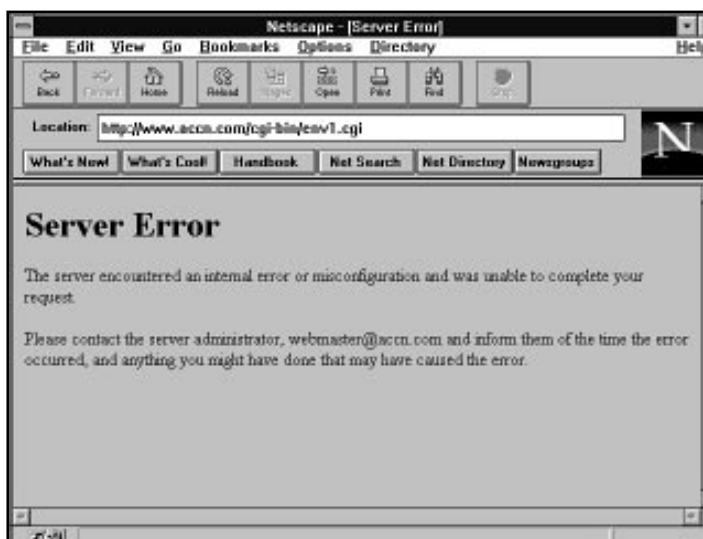 Netscape - [Server Error]
File Edit View Go Bookmarks Options Directory Help
Back Forward Home Reload Images Open Print Find Stop
Location: http://www.accn.com/cgi-bin/env1.cgi
What's New! What's Cool! Handbook Net Search Net Directory Newsgroups
N
Server Error
The server encountered an internal error or misconfiguration and was unable to complete your
request.
Please contact the server administrator, webmaster@accn.com and inform them of the time the error
occurred, and anything you might have done that may have caused the error.